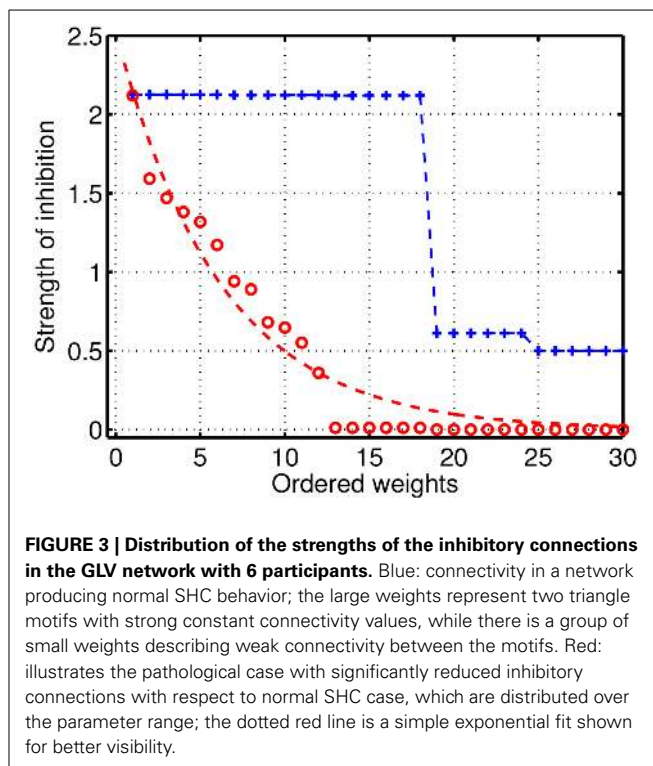 2.5
2
1.5
1
0.5
0
Strength of inhibition
0 5 10 15 20 25 30
Ordered weights
FIGURE 3 | Distribution of the strengths of the inhibitory connections
in the GLV network with 6 participants. Blue: connectivity in a network
producing normal SHC behavior; the large weights represent two triangle
motifs with strong constant connectivity values, while there is a group of
small weights describing weak connectivity between the motifs. Red:
illustrates the pathological case with significantly reduced inhibitory
connections with respect to normal SHC case, which are distributed over
the parameter range; the dotted red line is a simple exponential fit shown
for better visibility.